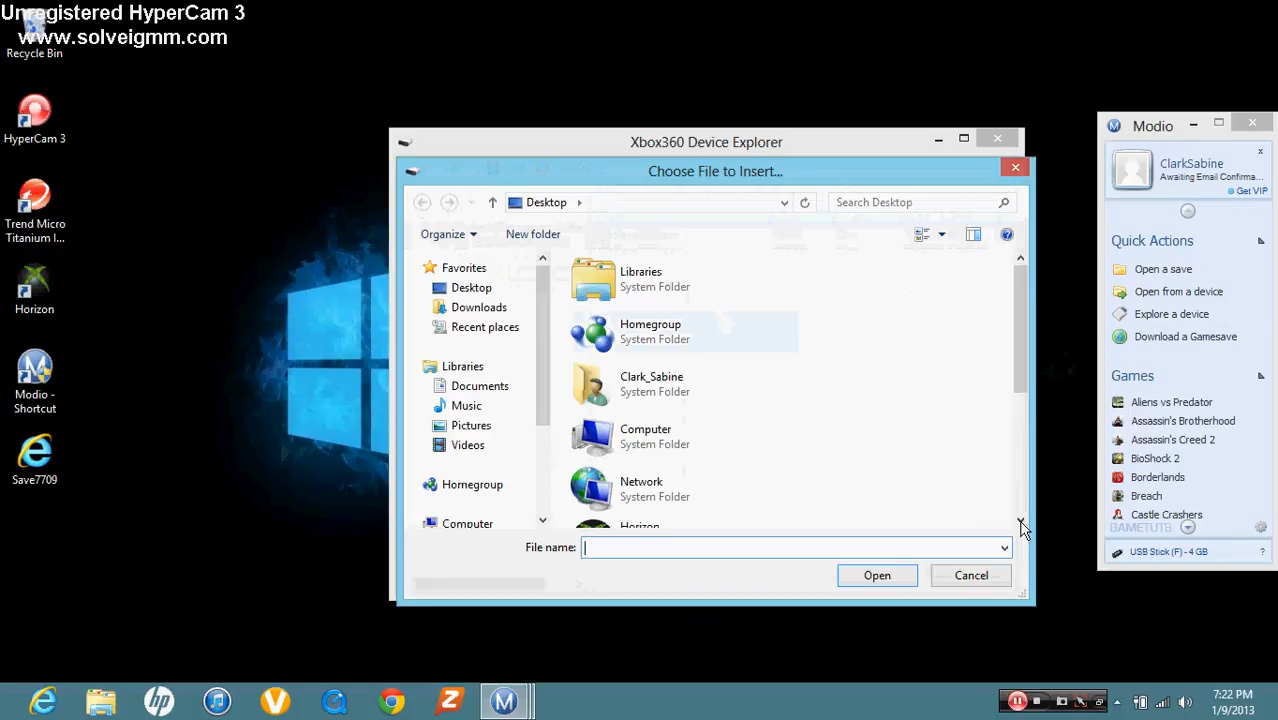 Unregistered HyperCam 3
www.solveigmm.com
Recycle Bin
HyperCam 3
Trend Micro
Titanium I...
Horizon
Modio -
Shortcut
Save7709
Xbox360 Device Explorer
Choose File to Insert...
Desktop
Search Desktop
Organize
New folder
Favorites
Desktop
Downloads
Recent places
Libraries
Documents
Music
Pictures
Videos
Homegroup
Computer
Libraries
System Folder
Homegroup
System Folder
Clark_Sabine
System Folder
Computer
System Folder
Network
System Folder
Horizon
File name:
Open
Cancel
Modio
ClarkSabine
Awaiting Email Confirma...
Get VIP
Quick Actions
Open a save
Open from a device
Explore a device
Download a Gamesave
Games
Aliens vs Predator
Assassin's Brotherhood
Assassin's Creed 2
BioShock 2
Borderlands
Breach
Castle Crashers
GAMETUTS
USB Stick (F) - 4 GB
?
7:22 PM
1/9/2013